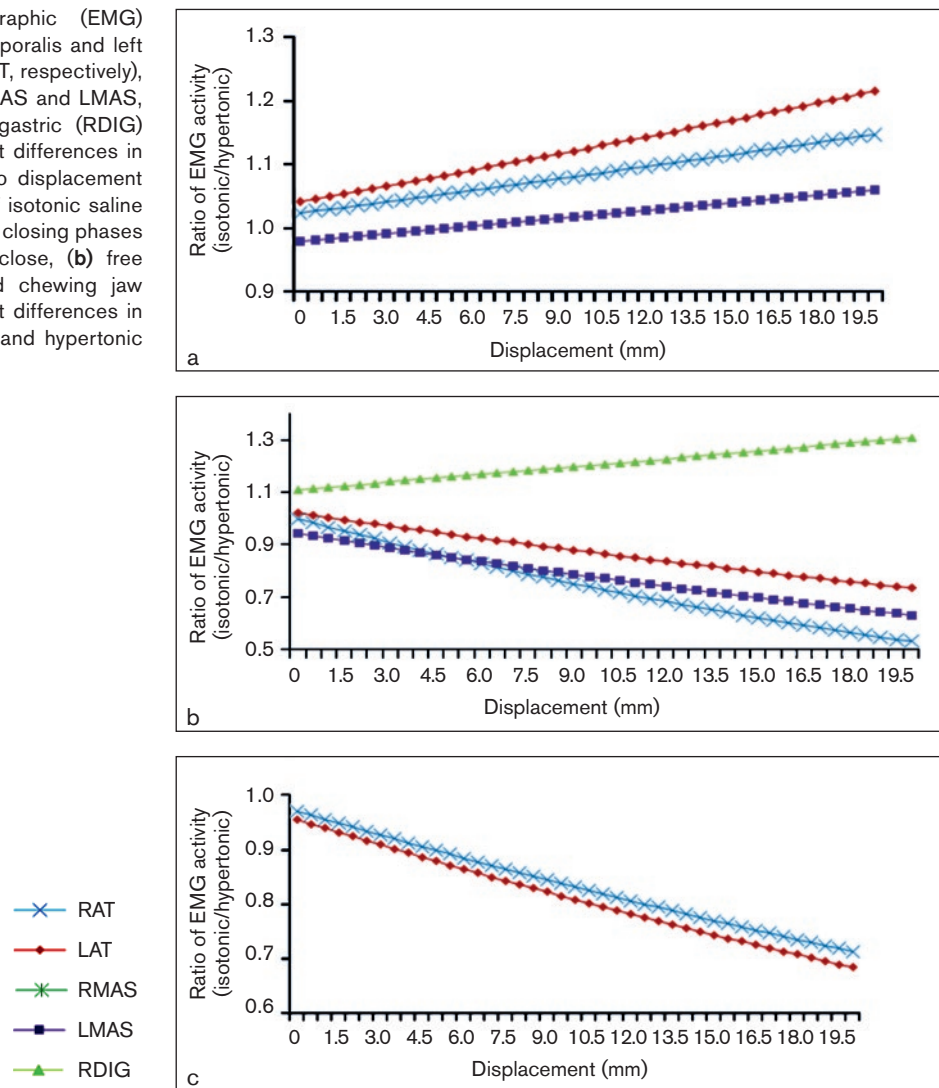 raphic (EMG)
poralis and left
T, respectively),
AS and LMAS,
gastric (RDIG)
t differences in
o displacement
isotonic saline
closing phases
close, (b) free
d chewing jaw
t differences in
and hypertonic
1.3
1.2
1.1
1.0
0.9
Ratio of EMG activity
(isotonic/hypertonic)
0 1.5 3.0 4.5 6.0 7.5 9.0 10.5 12.0 13.5 15.0 16.5 18.0 19.5
Displacement (mm)
a
1.3
1.1
0.9
0.7
0.5
Ratio of EMG activity
(isotonic/hypertonic)
0 1.5 3.0 4.5 6.0 7.5 9.0 10.5 12.0 13.5 15.0 16.5 18.0 19.5
Displacement (mm)
b
1.0
0.9
0.8
0.7
0.6
Ratio of EMG activity
(isotonic/hypertonic)
0 1.5 3.0 4.5 6.0 7.5 9.0 10.5 12.0 13.5 15.0 16.5 18.0 19.5
Displacement (mm)
c
RAT
LAT
RMAS
LMAS
RDIG